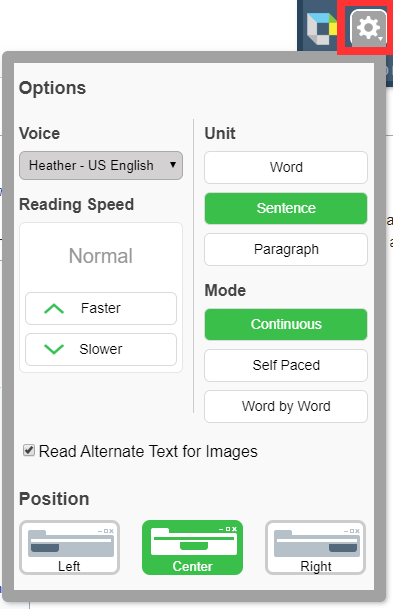 Options
Voice
Heather - US English
Reading Speed
Normal
Faster
Slower
Unit
Word
Sentence
Paragraph
Mode
Continuous
Self Paced
Word by Word
Read Alternate Text for Images
Position
Left
Center
Right